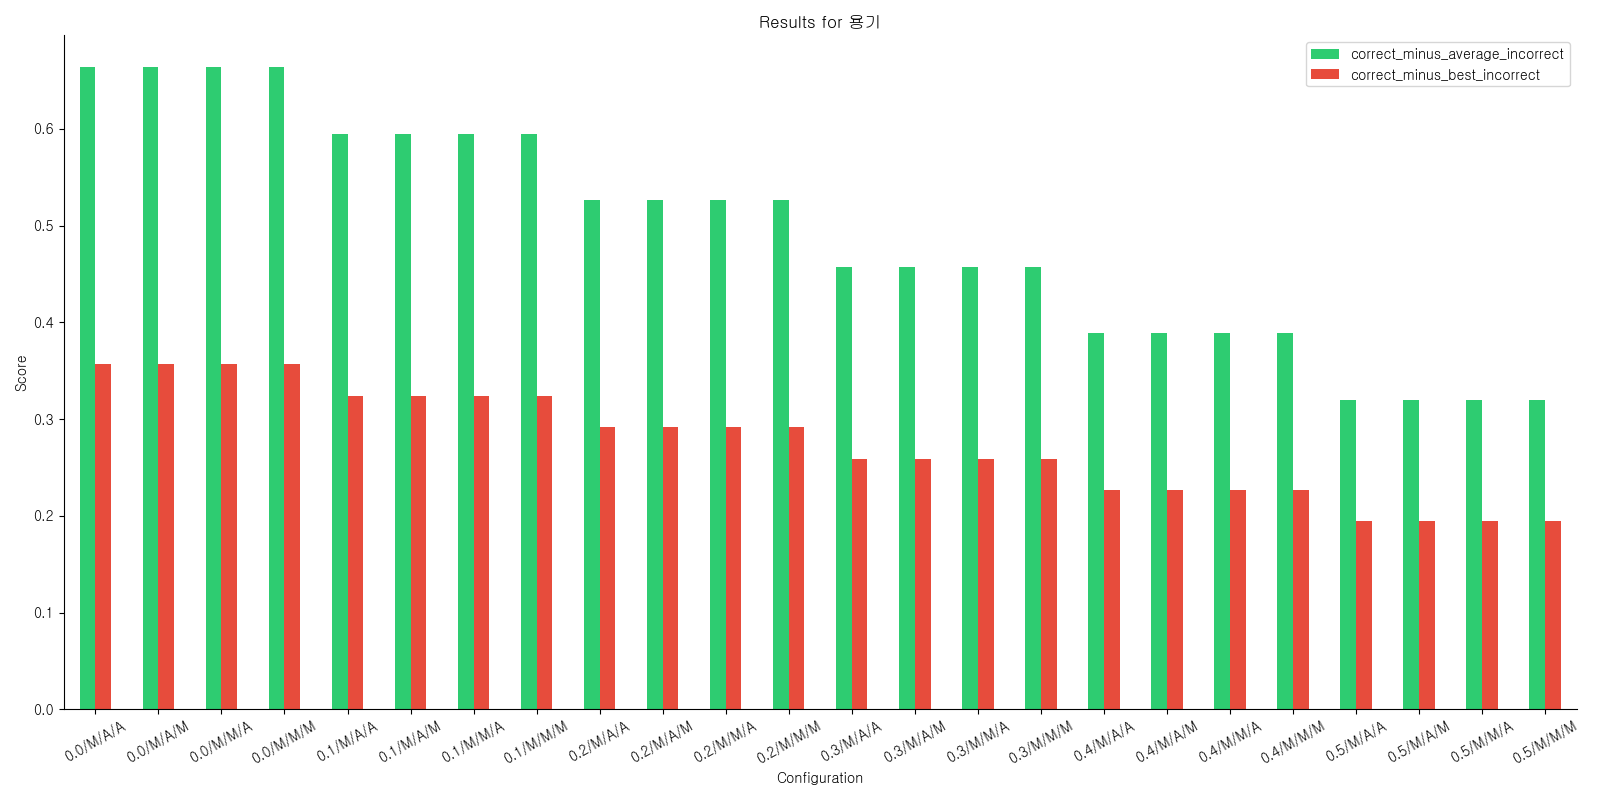 Results for 용기
correct_minus_average_incorrect
correct_minus_best_incorrect
Score
0.6
0.5
0.4
0.3
0.2
0.1
0.0
0.0/M/A/A
0.0/M/A/M
0.0/M/M/A
0.0/M/M/M
0.1/M/A/A
0.1/M/A/M
0.1/M/M/A
0.1/M/M/M
0.2/M/A/A
0.2/M/A/M
0.2/M/M/A
0.2/M/M/M
0.3/M/A/A
0.3/M/A/M
0.3/M/M/A
0.3/M/M/M
0.4/M/A/A
0.4/M/A/M
0.4/M/M/A
0.4/M/M/M
0.5/M/A/A
0.5/M/A/M
0.5/M/M/A
0.5/M/M/M
Configuration